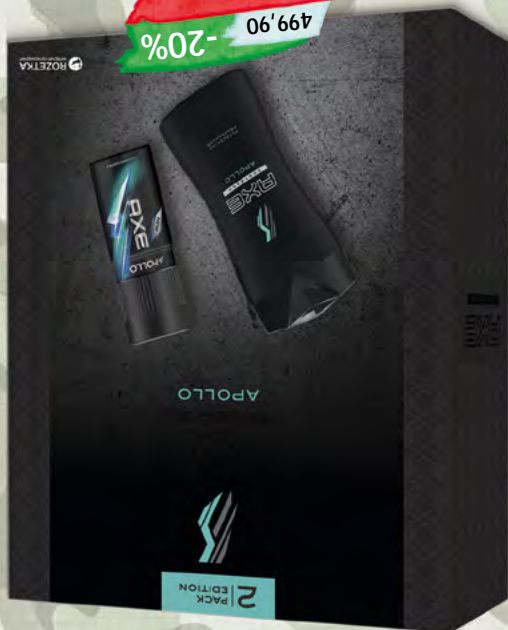 2 PACK
EDITION
APOLLO
AXE
AXE
APOLLO
APOLLO
AXE
499,90 -20%
ROZETKA